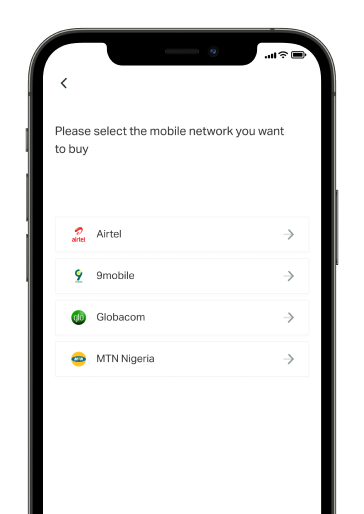 Please select the mobile network you want
to buy
airtel Airtel
9mobile
glo Globacom
MTN MTN Nigeria